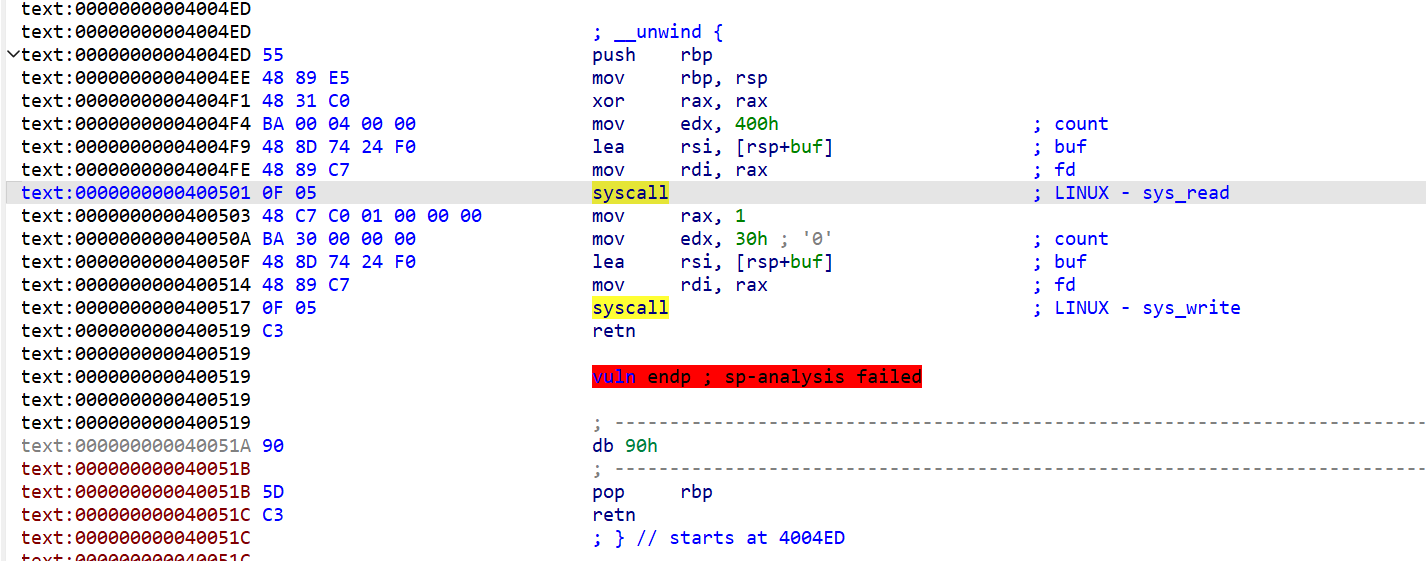 text:00000000004004ED
text:00000000004004ED ; __unwind {
text:00000000004004ED 55 push rbp
text:00000000004004EE 48 89 E5 mov rbp, rsp
text:00000000004004F1 48 31 C0 xor rax, rax
text:00000000004004F4 BA 00 04 00 00 mov edx, 400h ; count
text:00000000004004F9 48 8D 74 24 F0 lea rsi, [rsp+buf] ; buf
text:00000000004004FE 48 89 C7 mov rdi, rax ; fd
text:0000000000400501 0F 05 syscall ; LINUX - sys_read
text:0000000000400503 48 C7 C0 01 00 00 00 mov rax, 1
text:000000000040050A BA 30 00 00 00 mov edx, 30h ; '0' ; count
text:000000000040050F 48 8D 74 24 F0 lea rsi, [rsp+buf] ; buf
text:0000000000400514 48 89 C7 mov rdi, rax ; fd
text:0000000000400517 0F 05 syscall ; LINUX - sys_write
text:0000000000400519 C3 retn
text:0000000000400519
text:0000000000400519 vuln endp ; sp-analysis failed
text:0000000000400519
text:0000000000400519 ; ---------------------------------------------------------------------------
text:000000000040051A 90 db 90h
text:000000000040051B ; ---------------------------------------------------------------------------
text:000000000040051B 5D pop rbp
text:000000000040051C C3 retn
text:000000000040051C ; } // starts at 4004ED
text:000000000040051C